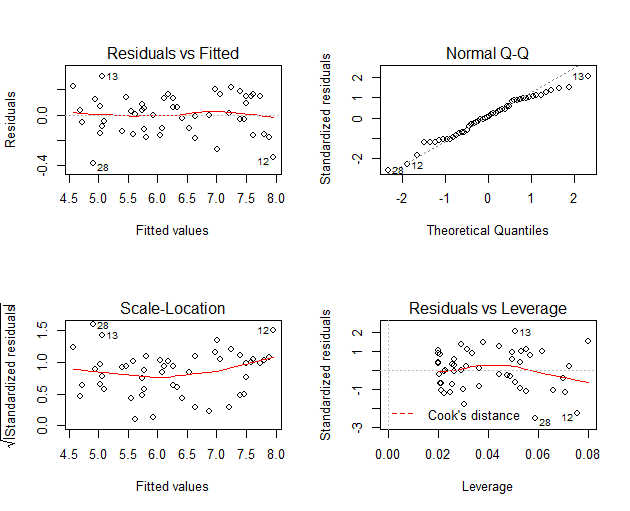 Residuals vs Fitted
Residuals
0.0
-0.4
13
28
12
4.5 5.0 5.5 6.0 6.5 7.0 7.5 8.0
Fitted values
Normal Q-Q
Standardized residuals
2
1
0
-2
13
28
12
-2 -1 0 1 2
Theoretical Quantiles
Scale-Location
√|Standardized residuals|
1.5
1.0
0.5
0.0
28
13
12
4.5 5.0 5.5 6.0 6.5 7.0 7.5 8.0
Fitted values
Residuals vs Leverage
Standardized residuals
2
1
-1
-3
13
28
12
Cook's distance
0.00 0.02 0.04 0.06 0.08
Leverage